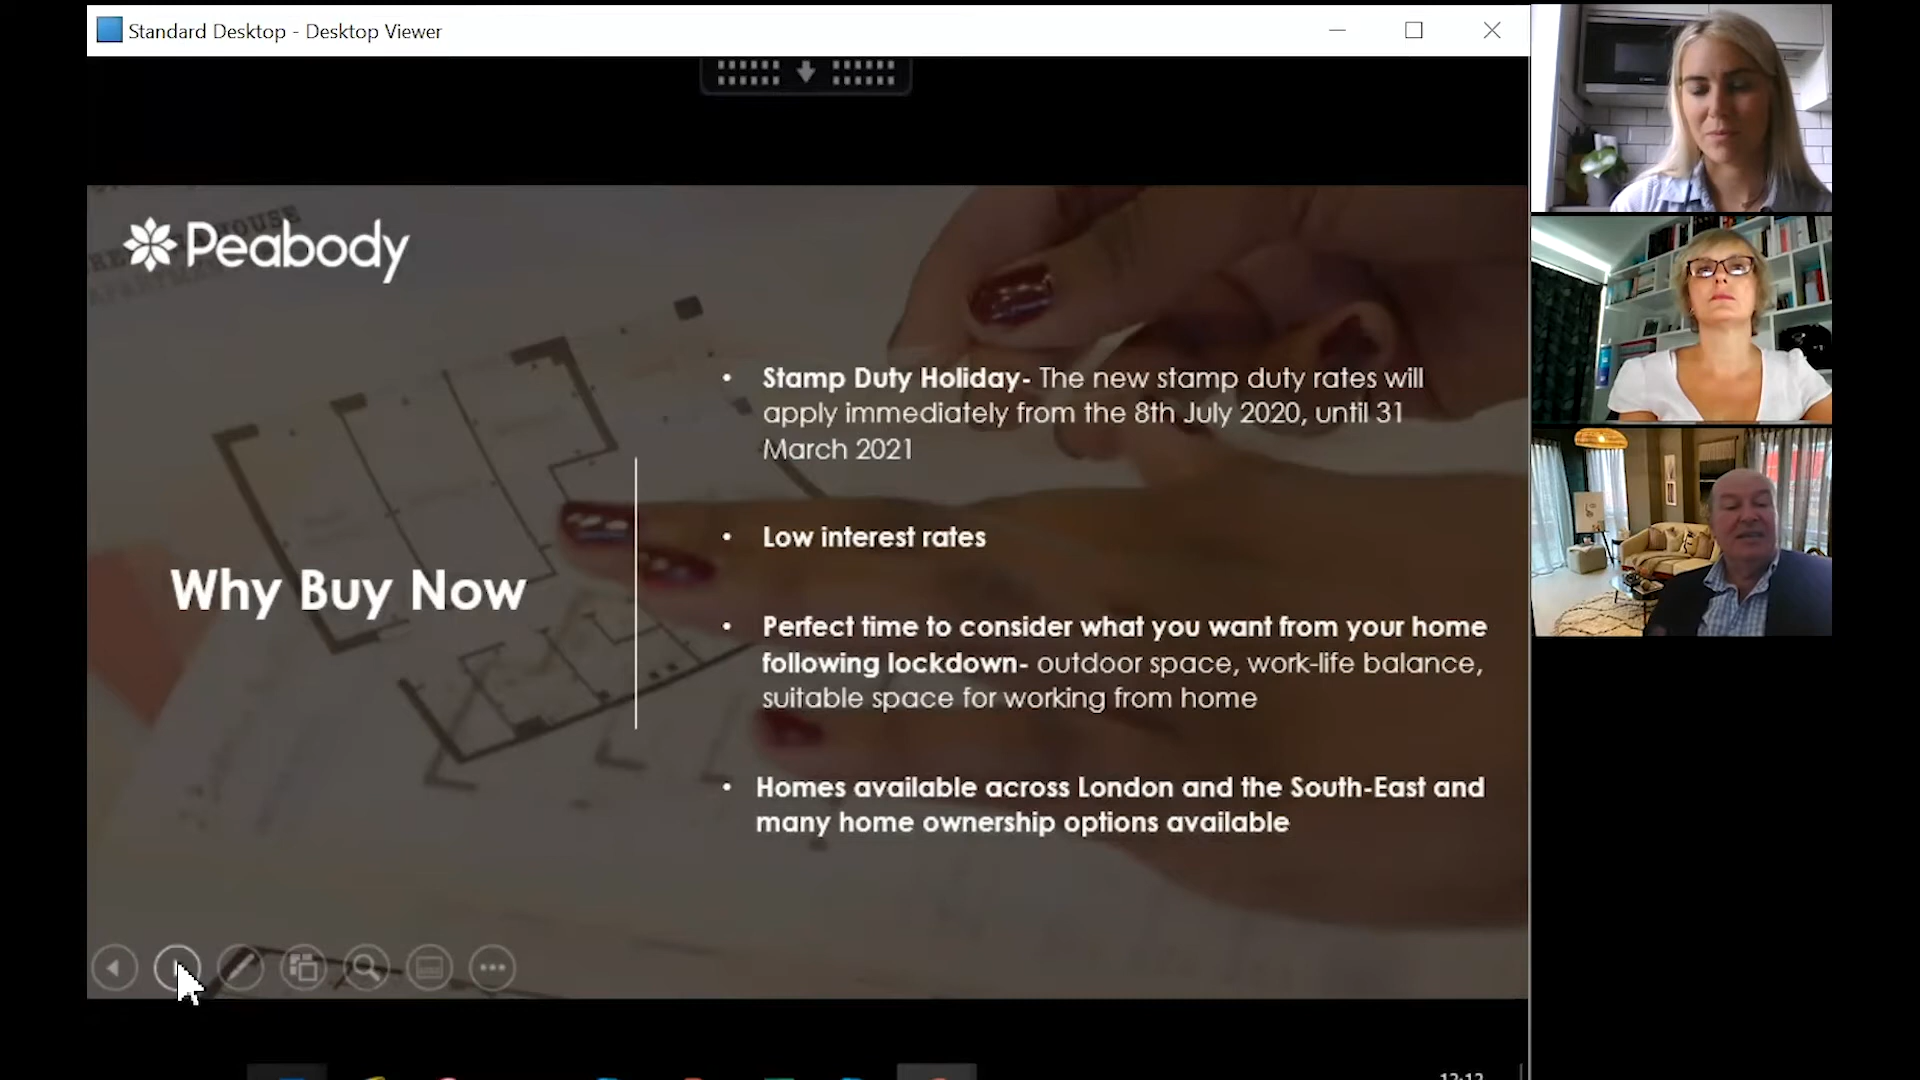 Standard Desktop - Desktop Viewer
Peabody
Why Buy Now
• Stamp Duty Holiday- The new stamp duty rates will
apply immediately from the 8th July 2020, until 31
March 2021
• Low interest rates
• Perfect time to consider what you want from your home
following lockdown- outdoor space, work-life balance,
suitable space for working from home
• Homes available across London and the South-East and
many home ownership options available